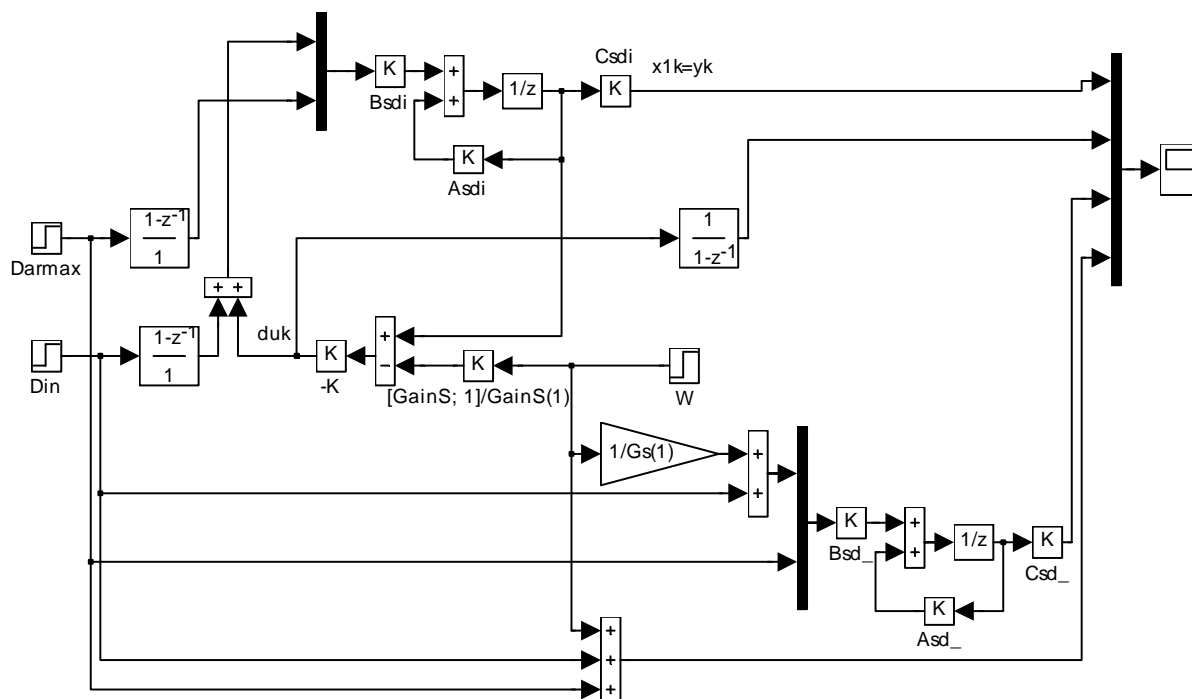 Csdi
x1k=yk
K
+
+
1/z
K
Bsdi
K
Asdi
1-z-1
1
Darmax
1
1-z-1
+ +
1-z-1
1
Din
duk
K
-K
+
−
K
[GainS; 1]/GainS(1)
W
1/Gs(1)
+
+
K
Bsd_
+
+
1/z
K
Csd_
K
Asd_
+
+
+